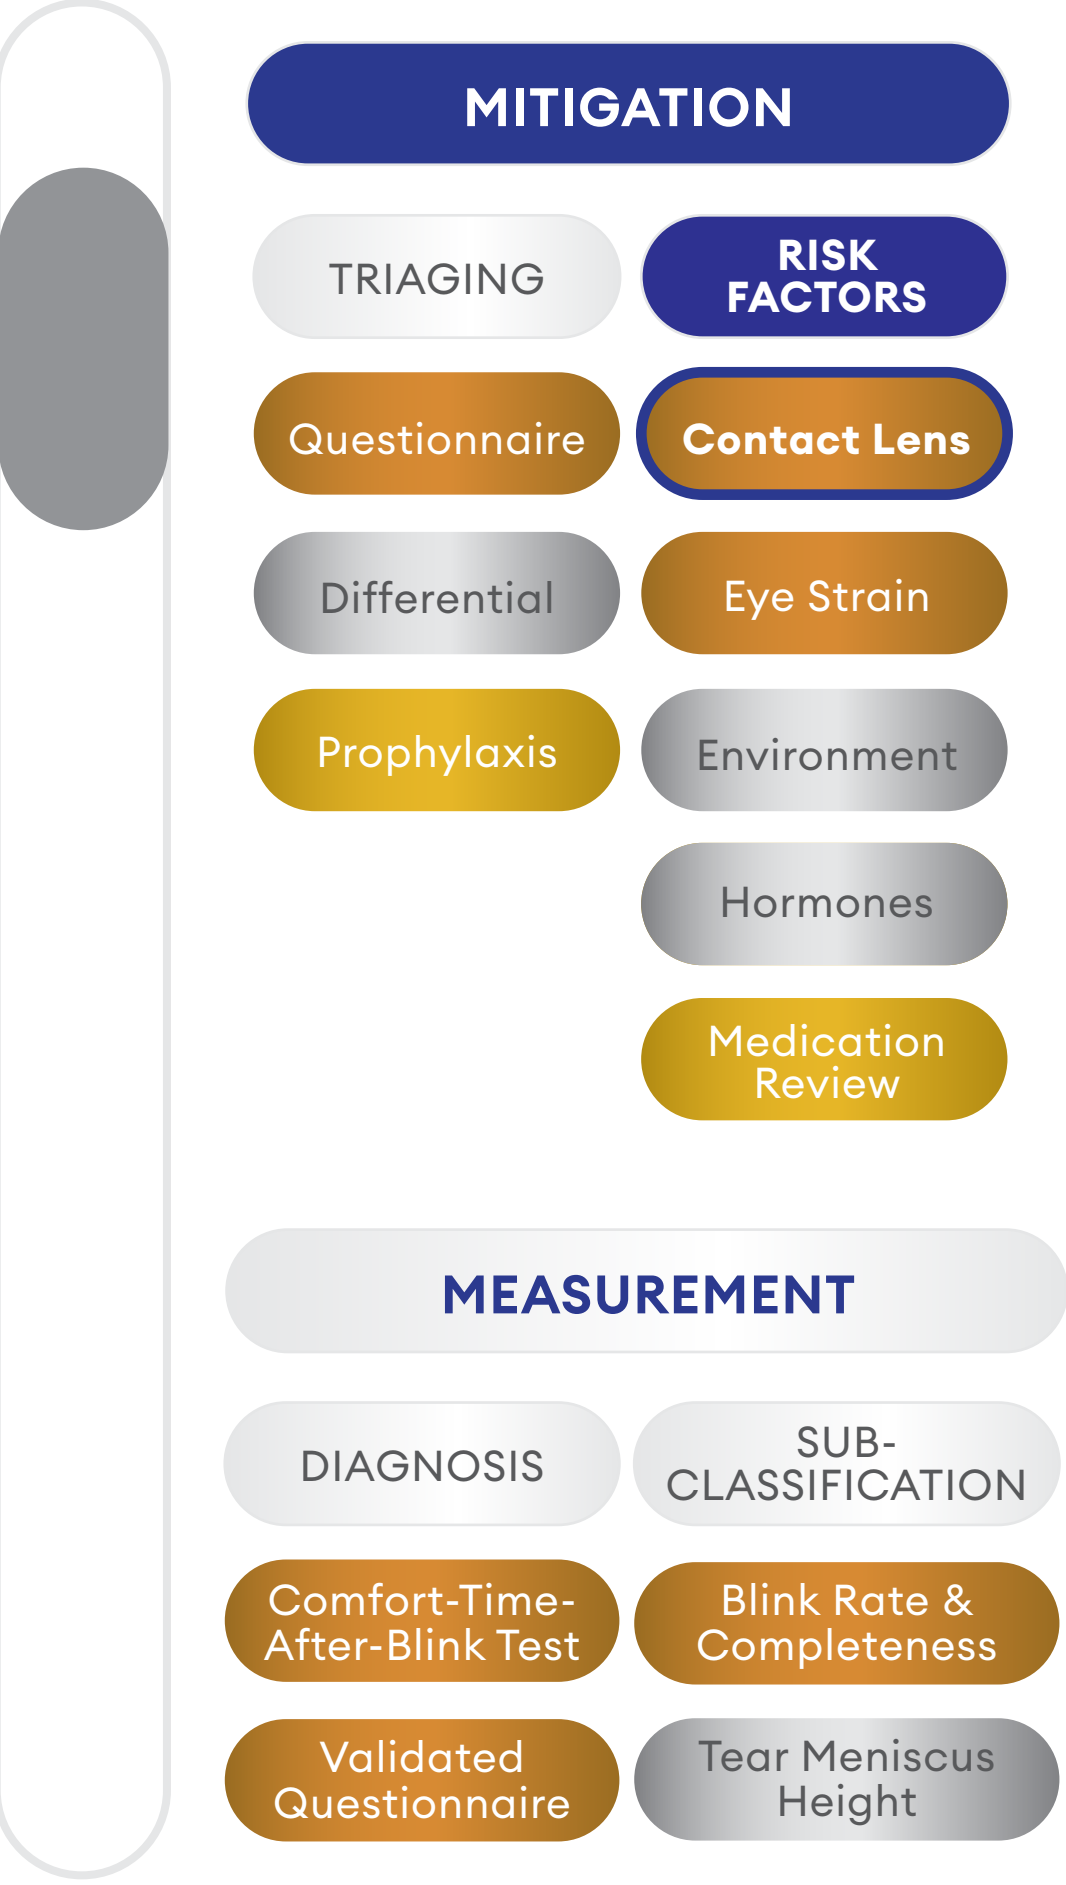 MITIGATION
TRIAGING
RISK
FACTORS
Questionnaire
Contact Lens
Differential
Eye Strain
Prophylaxis
Environment
Hormones
Medication
Review
MEASUREMENT
DIAGNOSIS
SUB-
CLASSIFICATION
Comfort-Time-
After-Blink Test
Blink Rate &
Completeness
Validated
Questionnaire
Tear Meniscus
Height